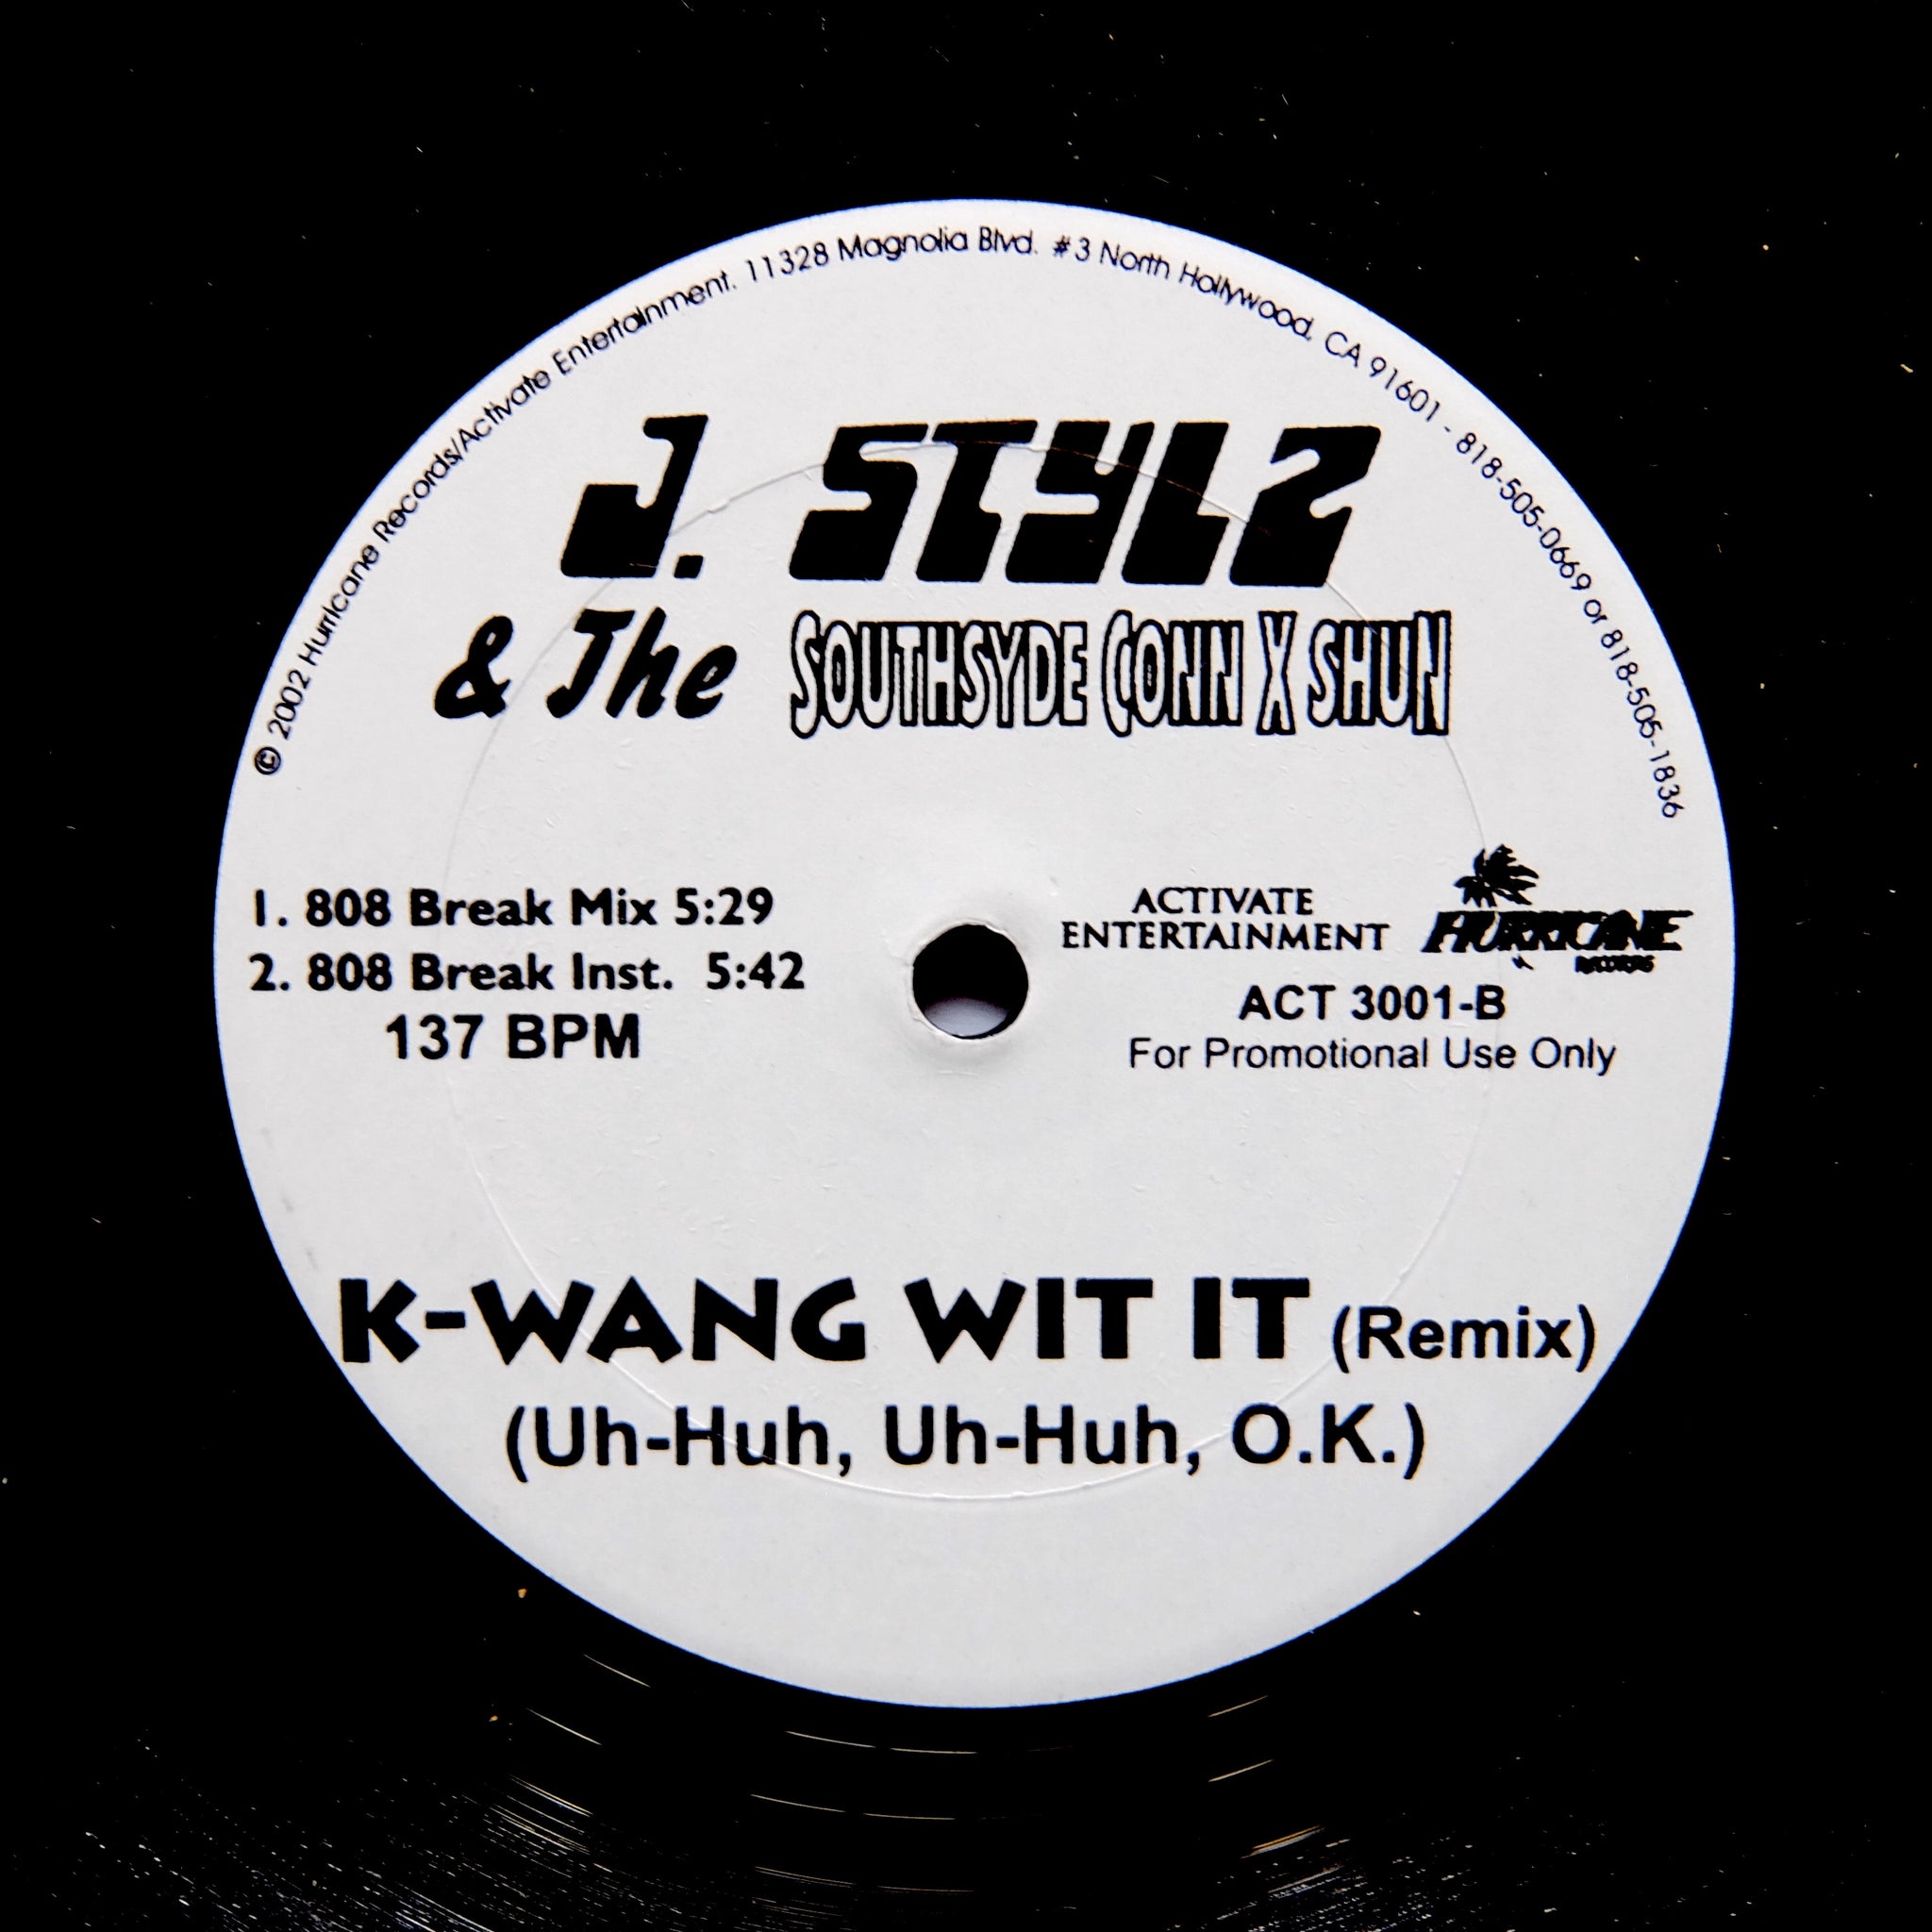 © 2002 Hurricane Records/Activate Entertainment. 11328 Magnolia Blvd. #3 North Hollywood, CA 91601 - 818-505-0669 or 818-505-1836
J. STYLZ
& The SOUTHSYDE CONN X SHUN
1. 808 Break Mix 5:29
2. 808 Break Inst. 5:42
137 BPM
ACTIVATE
ENTERTAINMENT
HURRICANE
RECORDS
ACT 3001-B
For Promotional Use Only
K-WANG WIT IT (Remix)
(Uh-Huh, Uh-Huh, O.K.)